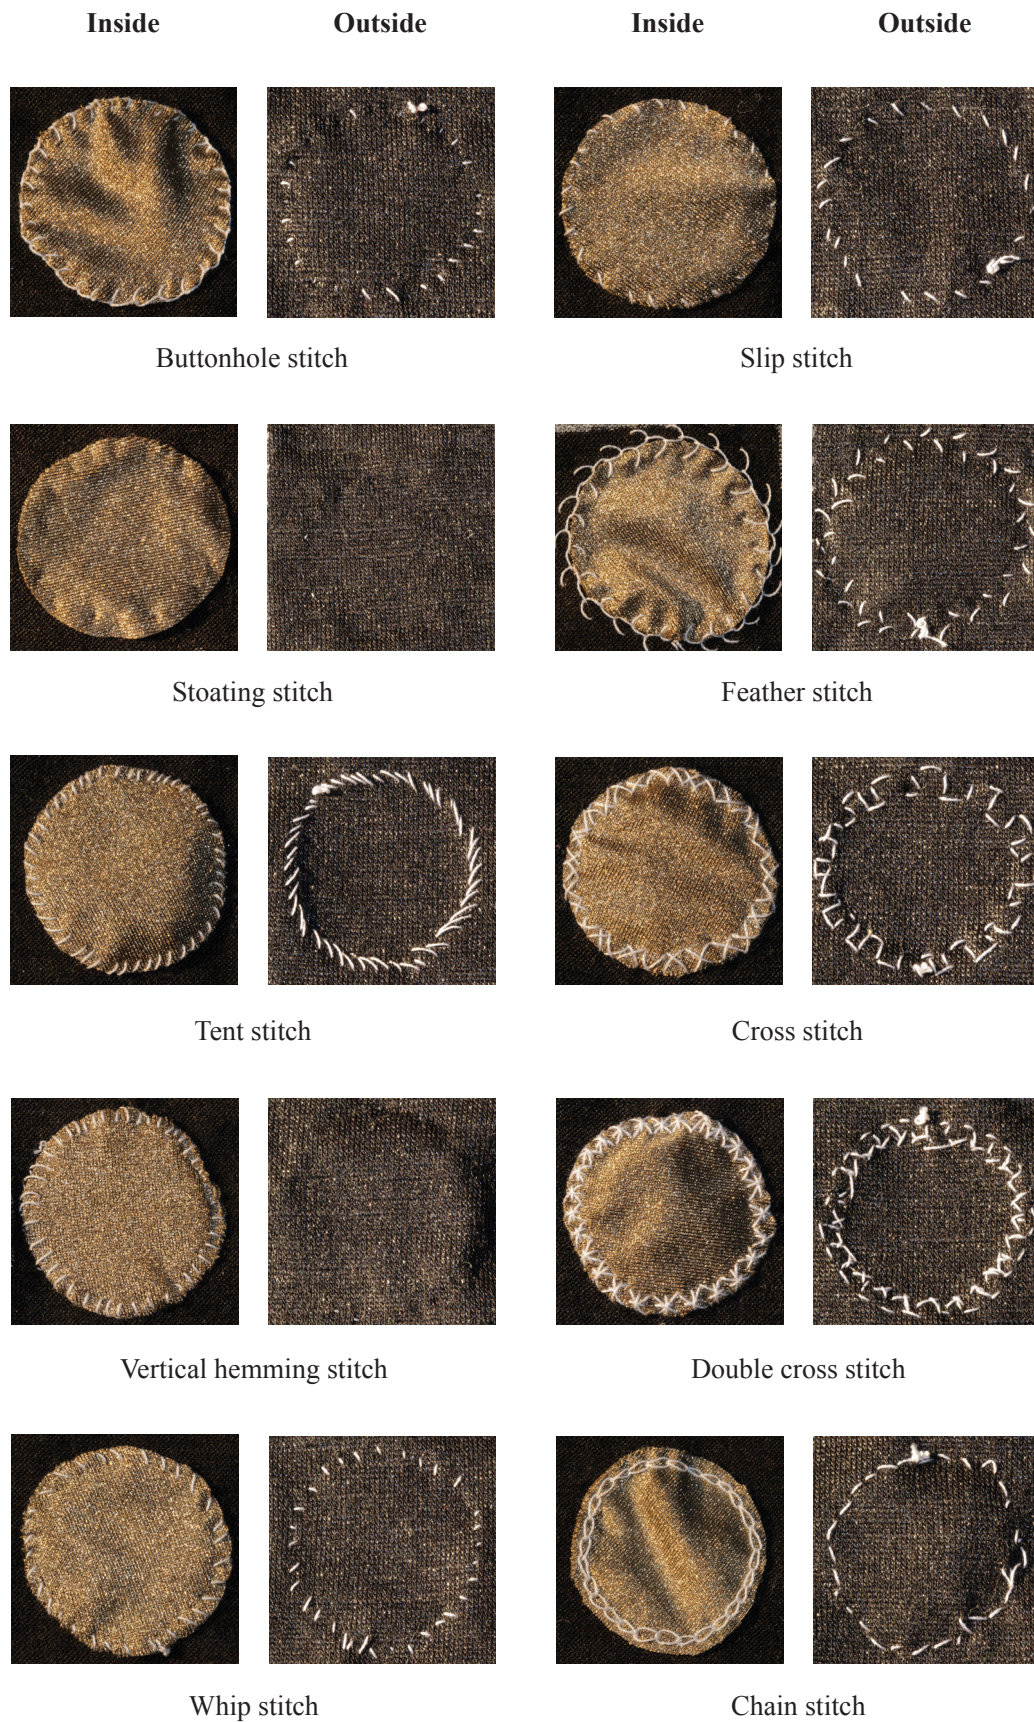 Inside Outside Inside Outside
Buttonhole stitch Slip stitch
Stoating stitch Feather stitch
Tent stitch Cross stitch
Vertical hemming stitch Double cross stitch
Whip stitch Chain stitch